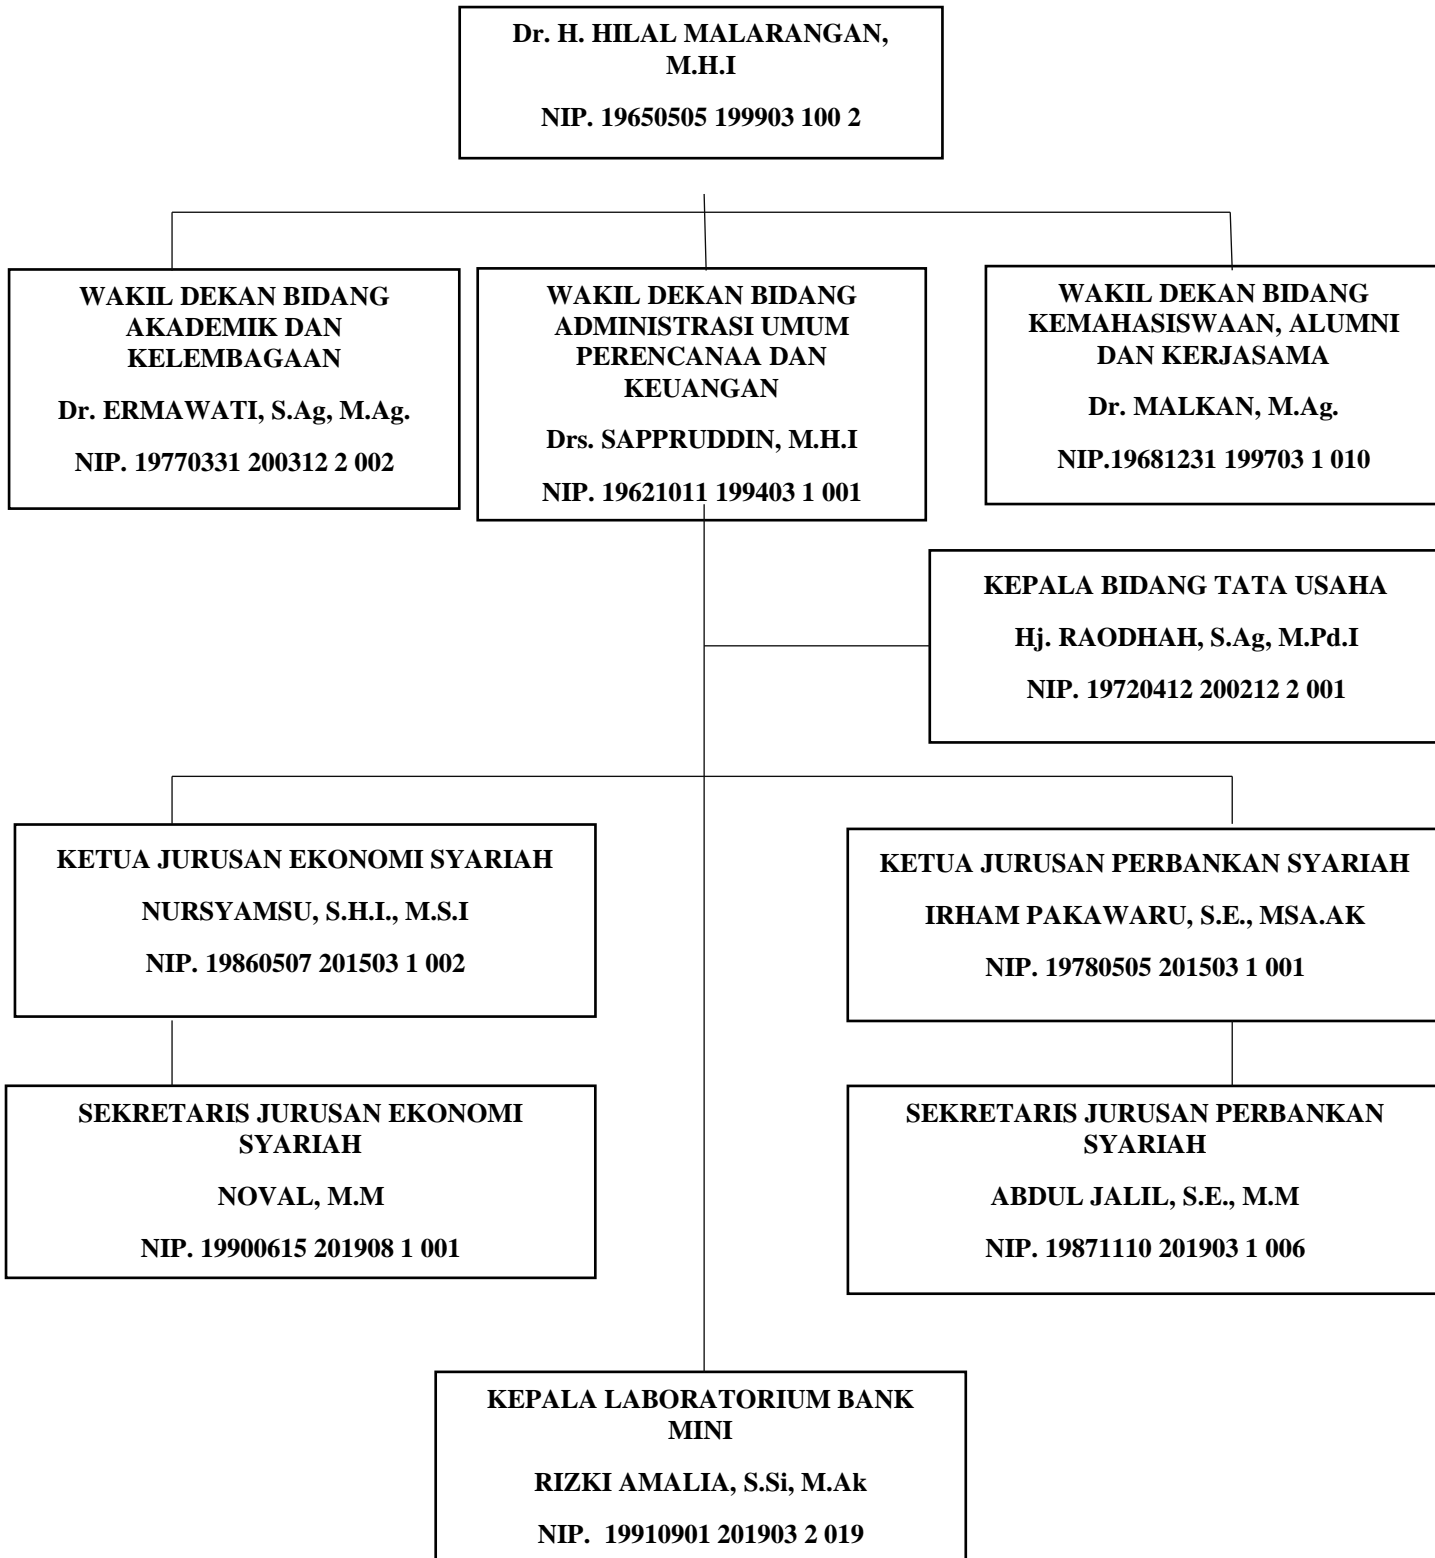 Dr. H. HILAL MALARANGAN,
M.H.I
NIP. 19650505 199903 100 2
WAKIL DEKAN BIDANG
AKADEMIK DAN
KELEMBAGAAN
Dr. ERMAWATI, S.Ag, M.Ag.
NIP. 19770331 200312 2 002
WAKIL DEKAN BIDANG
ADMINISTRASI UMUM
PERENCANAA DAN
KEUANGAN
Drs. SAPPRUDDIN, M.H.I
NIP. 19621011 199403 1 001
WAKIL DEKAN BIDANG
KEMAHASISWAAN, ALUMNI
DAN KERJASAMA
Dr. MALKAN, M.Ag.
NIP.19681231 199703 1 010
KEPALA BIDANG TATA USAHA
Hj. RAODHAH, S.Ag, M.Pd.I
NIP. 19720412 200212 2 001
KETUA JURUSAN EKONOMI SYARIAH
NURSYAMSU, S.H.I., M.S.I
NIP. 19860507 201503 1 002
KETUA JURUSAN PERBANKAN SYARIAH
IRHAM PAKAWARU, S.E., MSA.AK
NIP. 19780505 201503 1 001
SEKRETARIS JURUSAN EKONOMI
SYARIAH
NOVAL, M.M
NIP. 19900615 201908 1 001
SEKRETARIS JURUSAN PERBANKAN
SYARIAH
ABDUL JALIL, S.E., M.M
NIP. 19871110 201903 1 006
KEPALA LABORATORIUM BANK
MINI
RIZKI AMALIA, S.Si, M.Ak
NIP.  19910901 201903 2 019